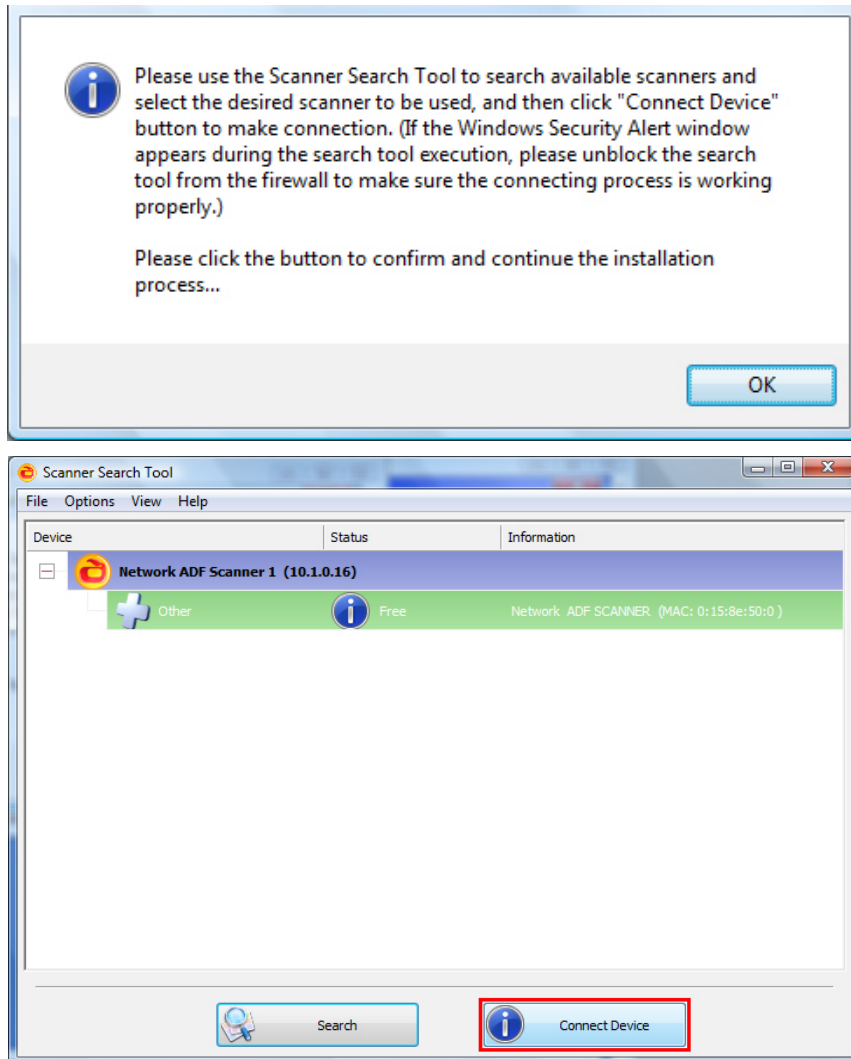 Please use the Scanner Search Tool to search available scanners and
select the desired scanner to be used, and then click "Connect Device"
button to make connection. (If the Windows Security Alert window
appears during the search tool execution, please unblock the search
tool from the firewall to make sure the connecting process is working
properly.)
Please click the button to confirm and continue the installation
process...
OK
Scanner Search Tool
File Options View Help
Device Status Information
Network ADF Scanner 1 (10.1.0.16)
Other Free Network ADF SCANNER (MAC: 0:15:8e:50:0 )
Search Connect Device